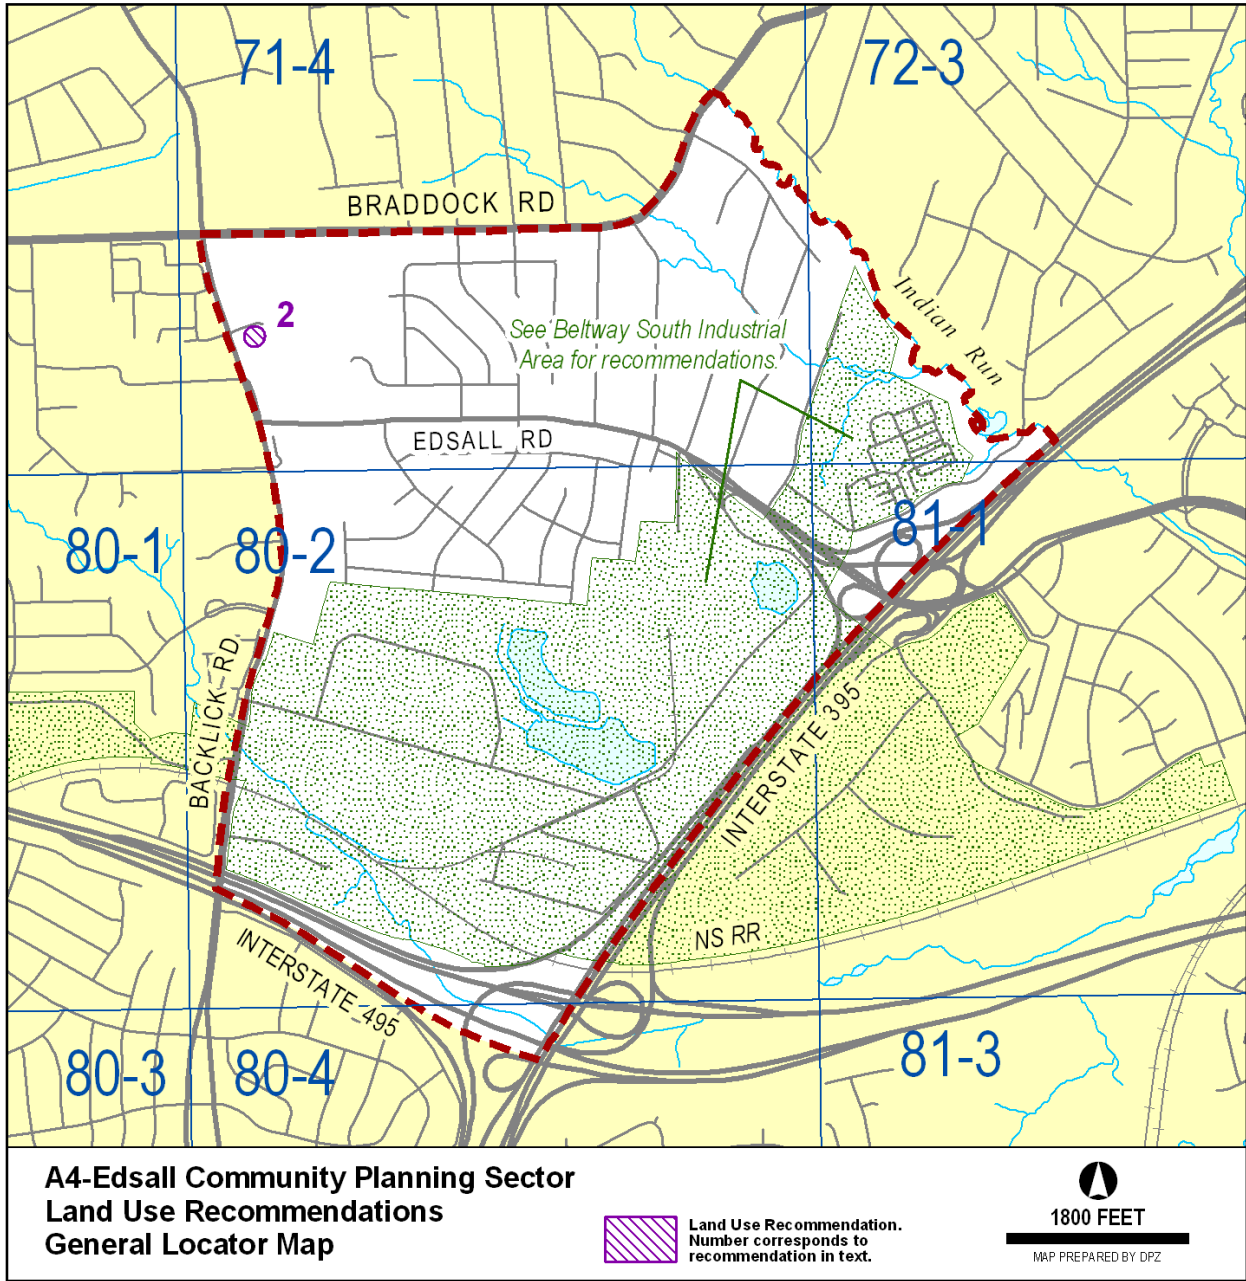 71-4
72-3
BRADDOCK RD
2
Indian Run
See Beltway South Industrial
Area for recommendations.
EDSALL RD
80-1
80-2
81-1
BACKLICK RD
INTERSTATE 395
NS RR
INTERSTATE 495
80-3
80-4
81-3
A4-Edsall Community Planning Sector
Land Use Recommendations
General Locator Map
Land Use Recommendation.
Number corresponds to
recommendation in text.
1800 FEET
MAP PREPARED BY DPZ